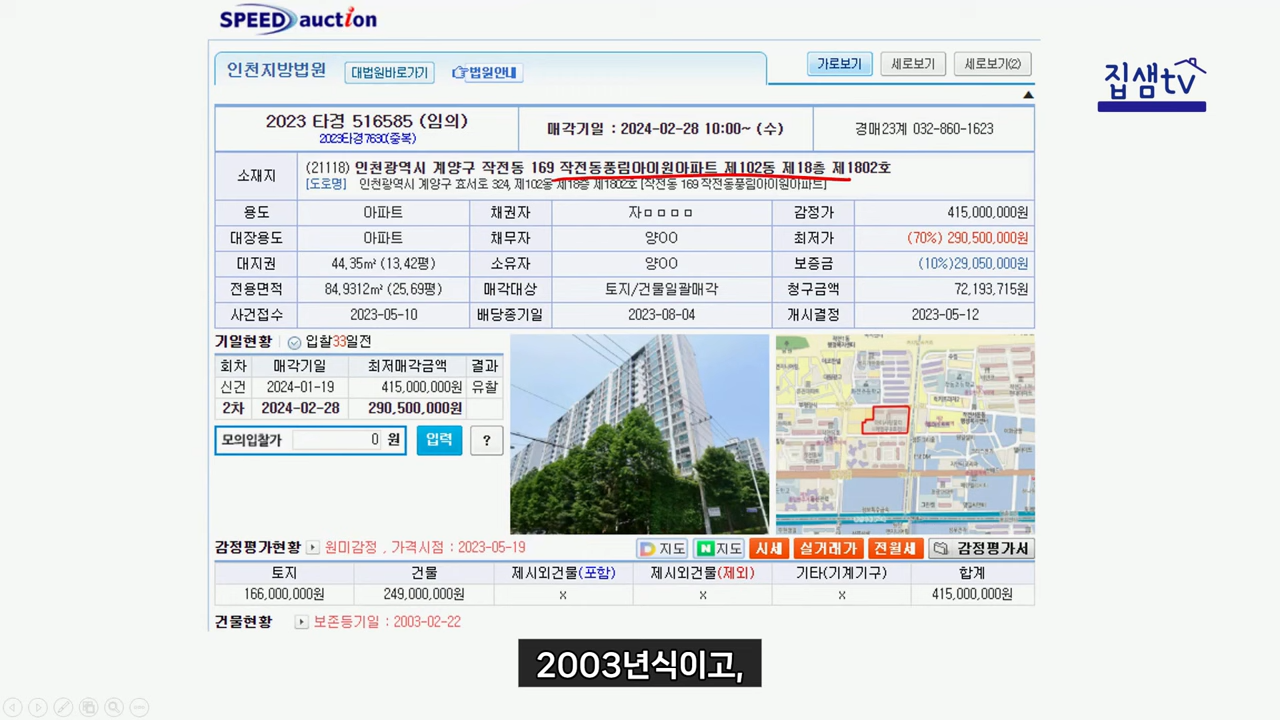 SPEED auction
인천지방법원 대법원바로가기 법원안내 가로보기 세로보기 세로보기(2)
집샘tv
2023 타경 516585 (임의)
2023타경7630(중복)
매각기일 : 2024-02-28 10:00~ (수)
경매23계 032-860-1623
소재지
(21118) 인천광역시 계양구 작전동 169 작전동풍림아이원아파트 제102동 제18층 제1802호
[도로명] 인천광역시 계양구 효서로 324, 제102동 제18층 제1802호 [작전동 169 작전동풍림아이원아파트]
용도 아파트 채권자 자ㅁㅁㅁㅁ 감정가 415,000,000원
대장용도 아파트 채무자 양OO 최저가 (70%) 290,500,000원
대지권 44.35㎡ (13.42평) 소유자 양OO 보증금 (10%)29,050,000원
전용면적 84.9312㎡ (25.69평) 매각대상 토지/건물일괄매각 청구금액 72,193,715원
사건접수 2023-05-10 배당종기일 2023-08-04 개시결정 2023-05-12
기일현황 입찰33일전
회차 매각기일 최저매각금액 결과
신건 2024-01-19 415,000,000원 유찰
2차 2024-02-28 290,500,000원
모의입찰가 0 원 입력 ?
감정평가현황 원미감정 , 가격시점 : 2023-05-19
D 지도 N 지도 시세 실거래가 전월세 감정평가서
토지 건물 제시외건물(포함) 제시외건물(제외) 기타(기계기구) 합계
166,000,000원 249,000,000원 x x x 415,000,000원
건물현황 보존등기일 : 2003-02-22
2003년식이고,